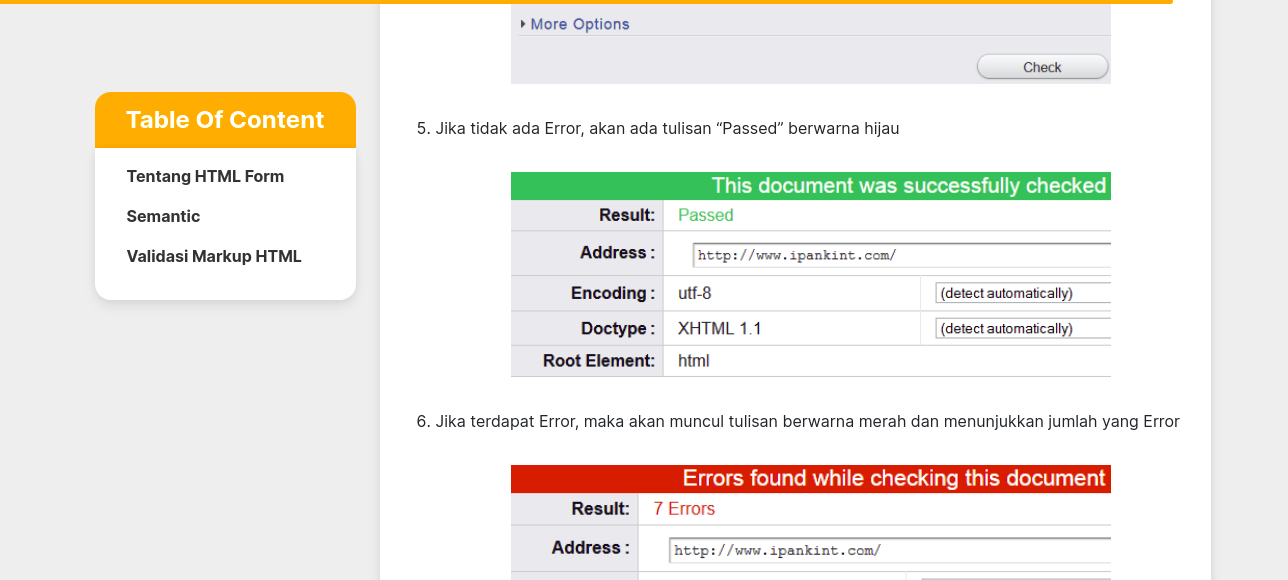 More Options
Check
Table Of Content
Tentang HTML Form
Semantic
Validasi Markup HTML
5. Jika tidak ada Error, akan ada tulisan “Passed” berwarna hijau
This document was successfully checked
Result: Passed
Address : http://www.ipankint.com/
Encoding : utf-8 (detect automatically)
Doctype : XHTML 1.1 (detect automatically)
Root Element: html
6. Jika terdapat Error, maka akan muncul tulisan berwarna merah dan menunjukkan jumlah yang Error
Errors found while checking this document
Result: 7 Errors
Address : http://www.ipankint.com/